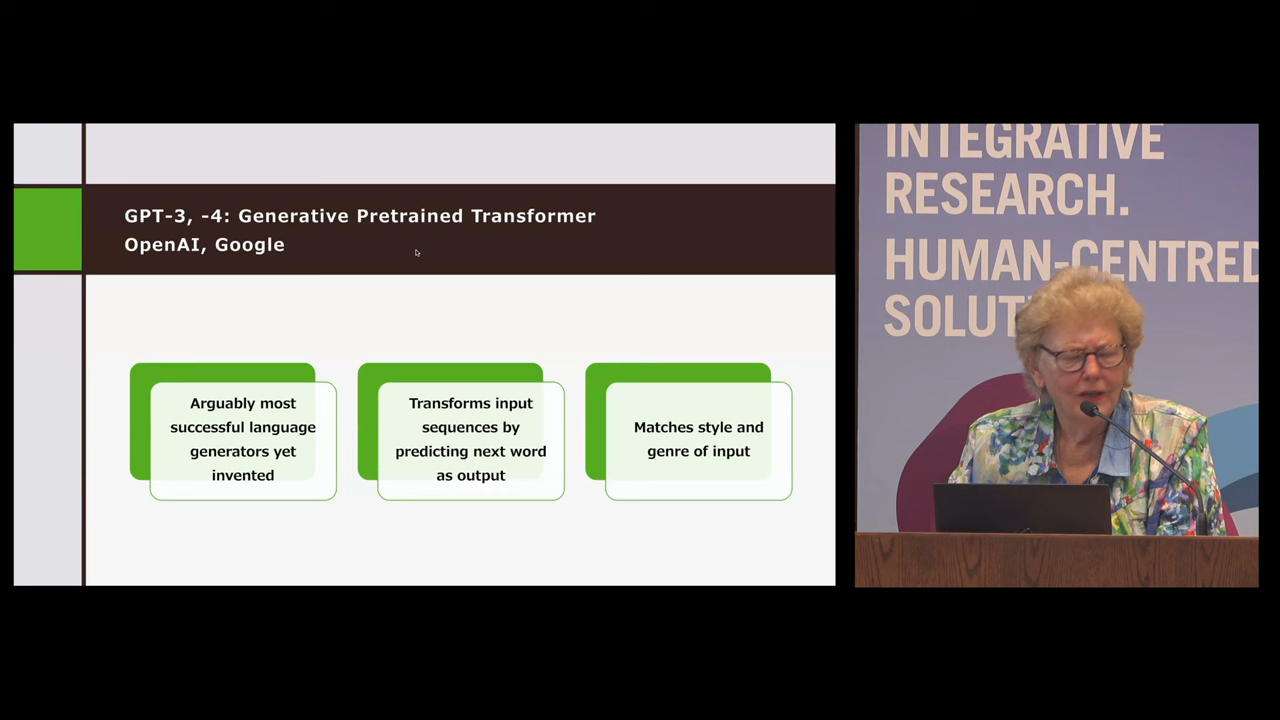 GPT-3, -4: Generative Pretrained Transformer
OpenAI, Google
Arguably most
successful language
generators yet
invented
Transforms input
sequences by
predicting next word
as output
Matches style and
genre of input
INTEGRATIVE
RESEARCH.
HUMAN-CENTRED